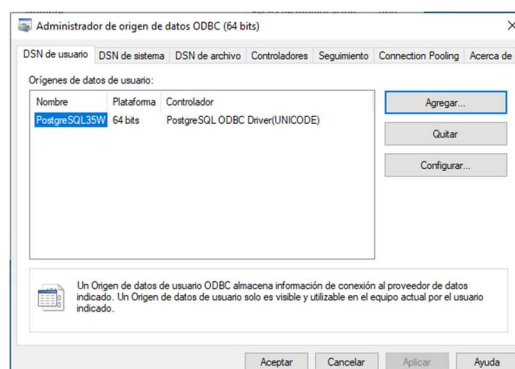 Administrador de origen de datos ODBC (64 bits)
DSN de usuario DSN de sistema DSN de archivo Controladores Seguimiento Connection Pooling Acerca de
Orígenes de datos de usuario:
Nombre Plataforma Controlador
PostgreSQL35W 64 bits PostgreSQL ODBC Driver(UNICODE)
Agregar...
Quitar
Configurar...
Un Origen de datos de usuario ODBC almacena información de conexión al proveedor de datos
indicado. Un Origen de datos de usuario solo es visible y utilizable en el equipo actual por el usuario
indicado.
Aceptar Cancelar Aplicar Ayuda